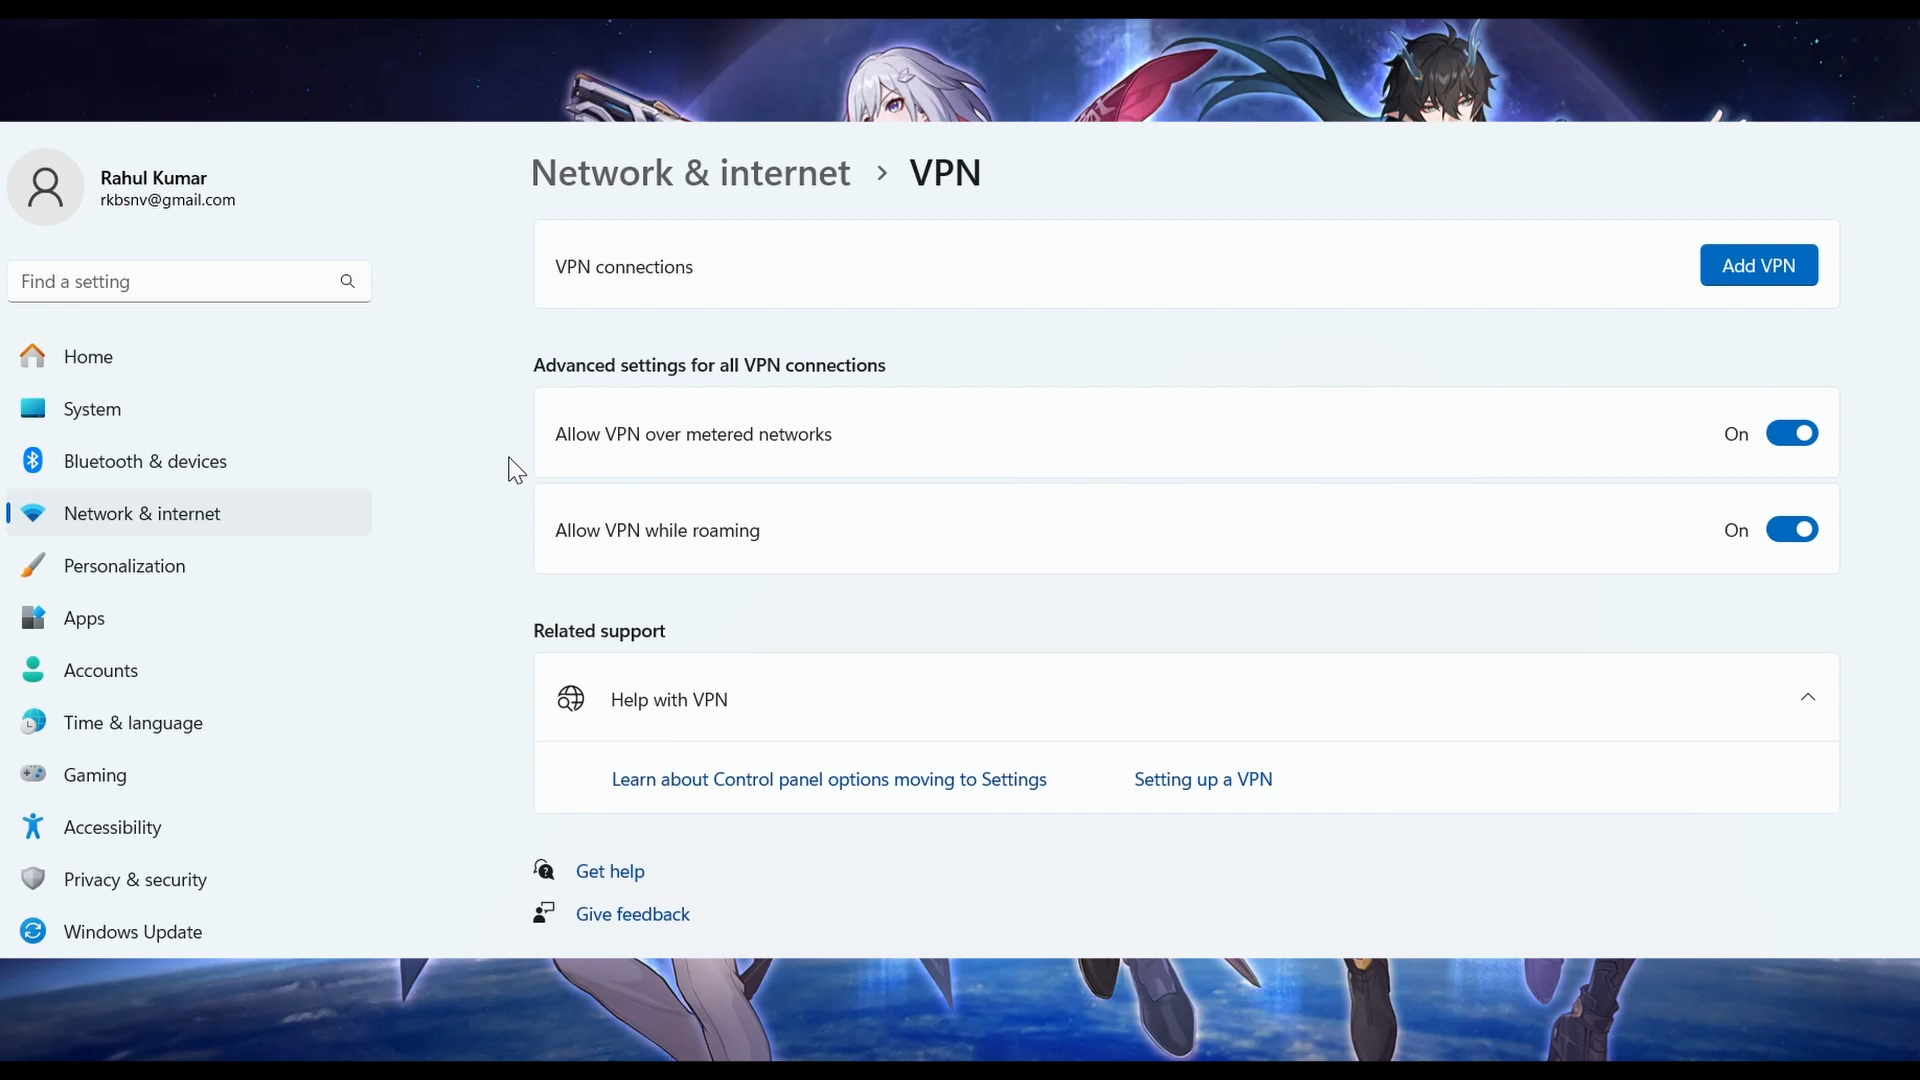 Rahul Kumar
rkbsnv@gmail.com
Find a setting
Home
System
Bluetooth & devices
Network & internet
Personalization
Apps
Accounts
Time & language
Gaming
Accessibility
Privacy & security
Windows Update
Network & internet > VPN
VPN connections
Add VPN
Advanced settings for all VPN connections
Allow VPN over metered networks
On
Allow VPN while roaming
On
Related support
Help with VPN
Learn about Control panel options moving to Settings
Setting up a VPN
Get help
Give feedback